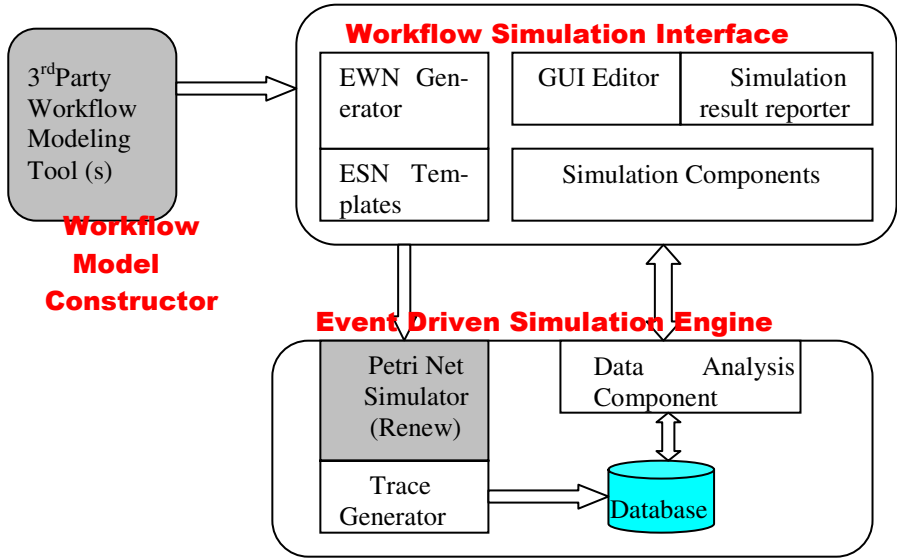 Workflow Simulation Interface
3rdParty
Workflow
Modeling
Tool (s)
Workflow
Model
Constructor
EWN Gen-
erator
ESN Tem-
plates
GUI Editor
Simulation
result reporter
Simulation Components
Event Driven Simulation Engine
Petri Net
Simulator
(Renew)
Trace
Generator
Data Analysis
Component
Database